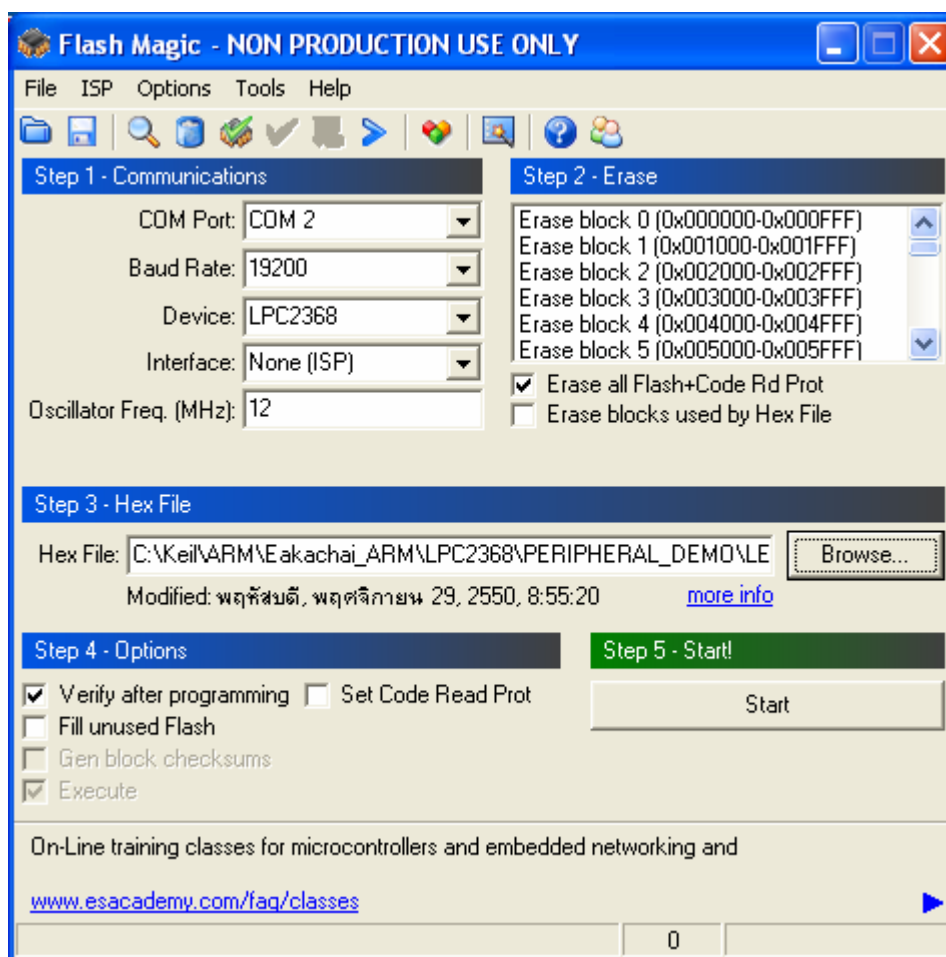 Flash Magic - NON PRODUCTION USE ONLY
File ISP Options Tools Help
Step 1 - Communications
COM Port: COM 2
Baud Rate: 19200
Device: LPC2368
Interface: None (ISP)
Oscillator Freq. (MHz): 12
Step 2 - Erase
Erase block 0 (0x000000-0x000FFF)
Erase block 1 (0x001000-0x001FFF)
Erase block 2 (0x002000-0x002FFF)
Erase block 3 (0x003000-0x003FFF)
Erase block 4 (0x004000-0x004FFF)
Erase block 5 (0x005000-0x005FFF)
Erase all Flash+Code Rd Prot
Erase blocks used by Hex File
Step 3 - Hex File
Hex File: C:\Keil\ARM\Eakachai_ARM\LPC2368\PERIPHERAL_DEMO\LE Browse...
Modified: พฤหัสบดี, พฤศจิกายน 29, 2550, 8:55:20 more info
Step 4 - Options
Verify after programming Set Code Read Prot
Fill unused Flash
Gen block checksums
Execute
Step 5 - Start!
Start
On-Line training classes for microcontrollers and embedded networking and
www.esacademy.com/faq/classes
0